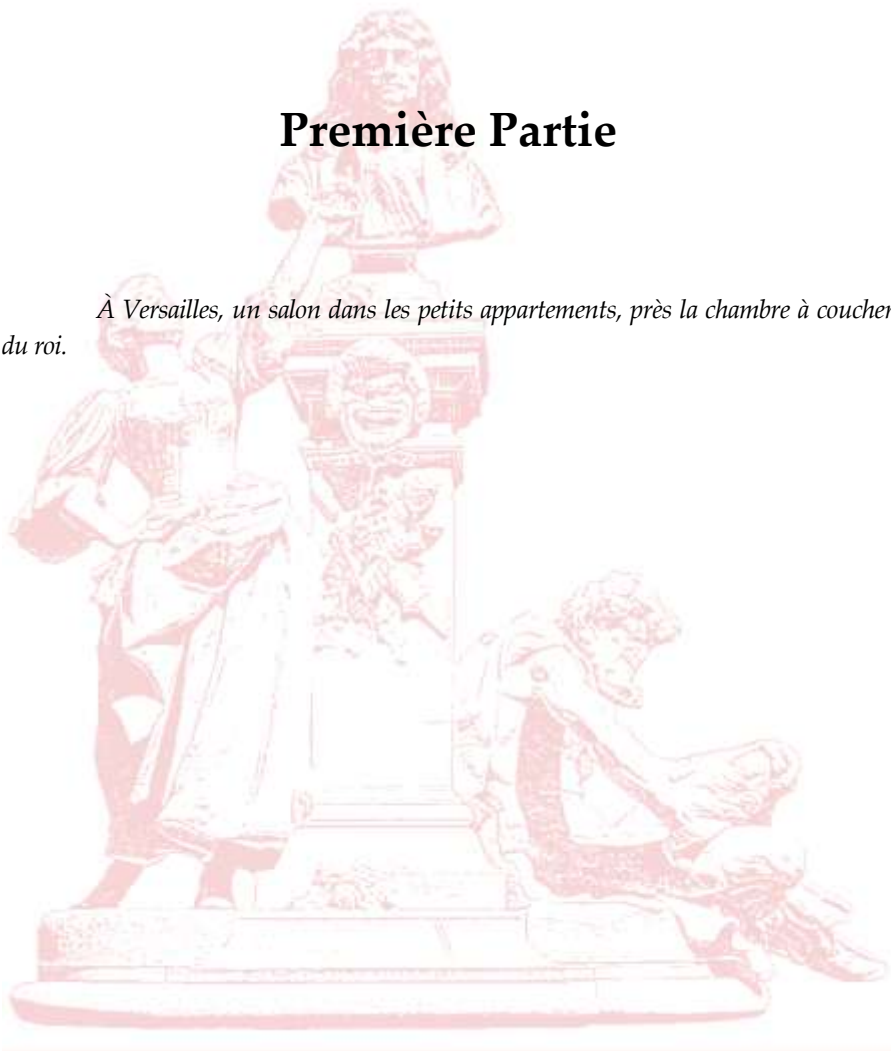 Première Partie
À Versailles, un salon dans les petits appartements, près la chambre à coucher
du roi.